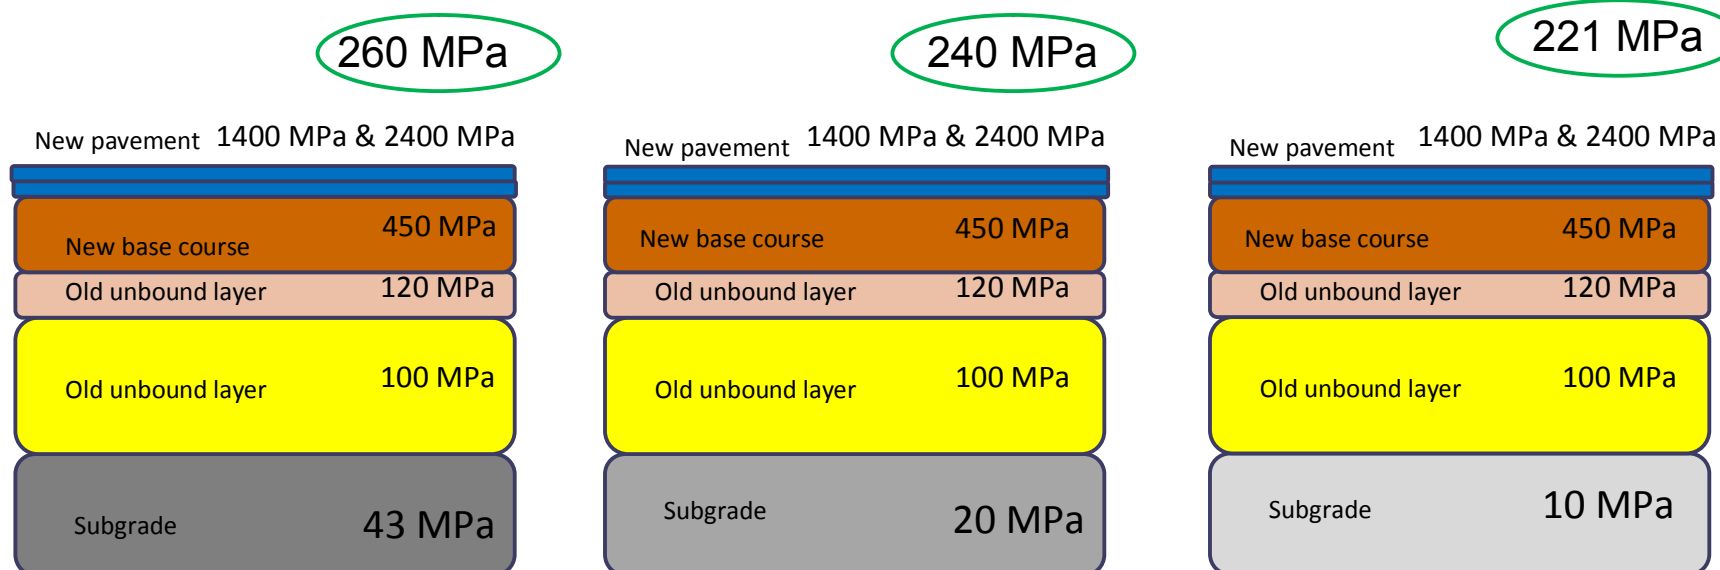 260 MPa
New pavement 1400 MPa & 2400 MPa
450 MPa
New base course
Old unbound layer 120 MPa
Old unbound layer 100 MPa
Subgrade 43 MPa
240 MPa
New pavement 1400 MPa & 2400 MPa
New base course 450 MPa
Old unbound layer 120 MPa
Old unbound layer 100 MPa
Subgrade 20 MPa
221 MPa
New pavement 1400 MPa & 2400 MPa
New base course 450 MPa
Old unbound layer 120 MPa
Old unbound layer 100 MPa
Subgrade 10 MPa